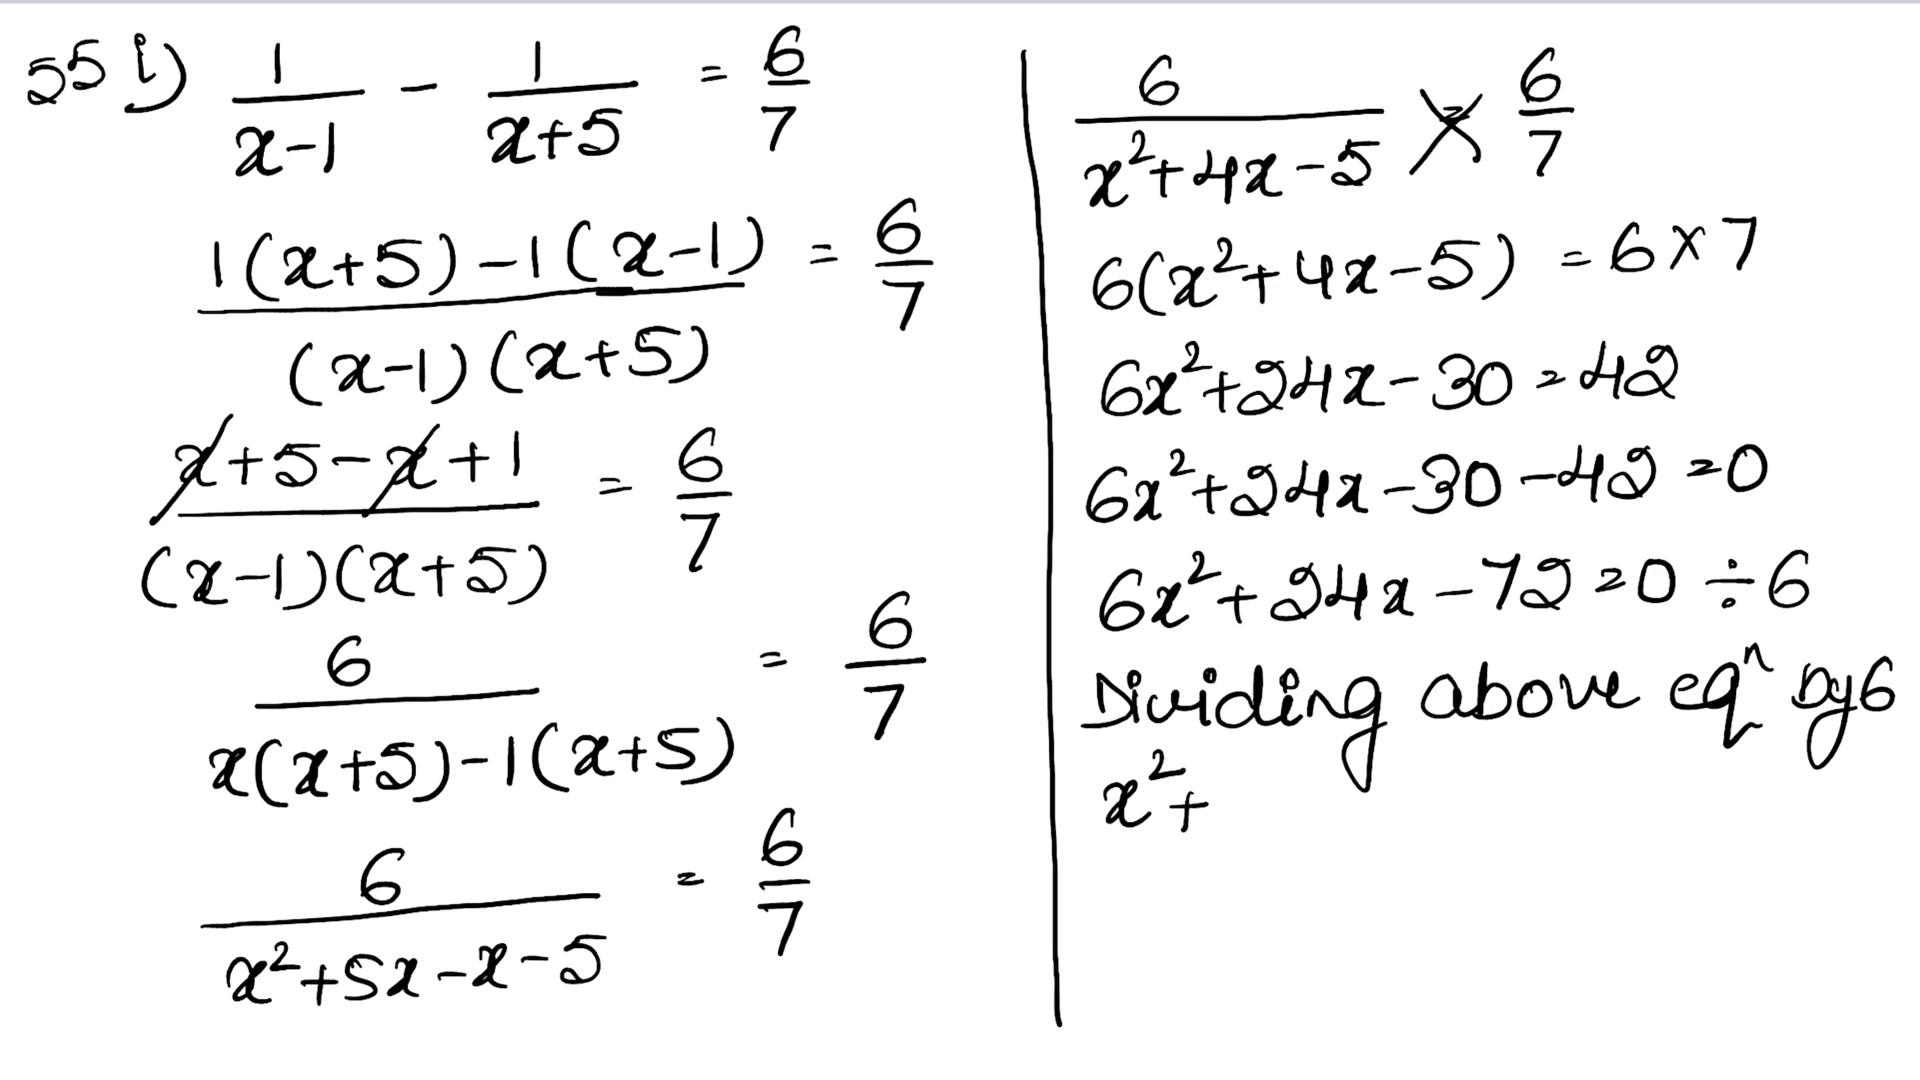 55 i) 1/(x-1) - 1/(x+5) = 6/7
1(x+5) -1(x-1) / (x-1)(x+5) = 6/7
x+5-x+1 / (x-1)(x+5) = 6/7
6 / x(x+5)-1(x+5) = 6/7
6 / x²+5x-x-5 = 6/7
6 / x²+4x-5 = 6/7
6(x²+4x-5) = 6×7
6x²+24x-30=42
6x²+24x-30-42=0
6x²+24x-72=0 ÷6
Dividing above eqⁿ by 6
x²+